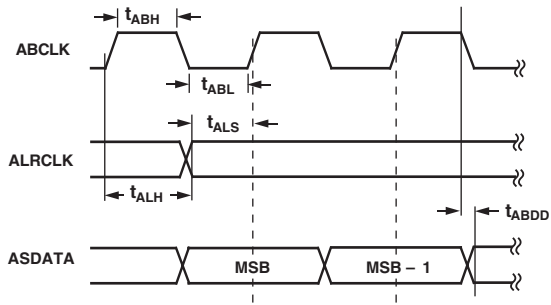 tABH
ABCLK
tABL
tALS
ALRCLK
tALH
tABDD
ASDATA
MSB
MSB – 1